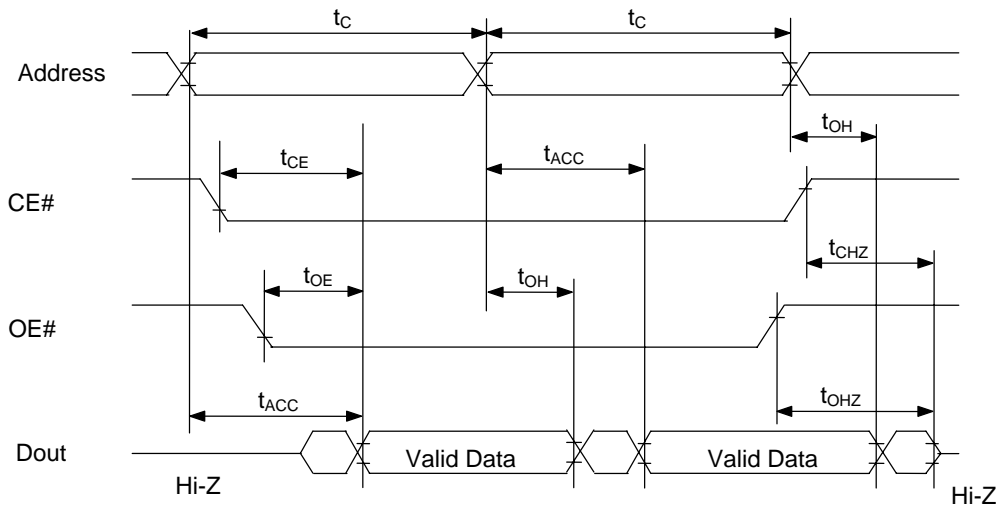 tC tC
Address
tOH
tCE tACC
CE#
tCHZ
tOE tOH
OE#
tACC tOHZ
Dout Valid Data Valid Data
Hi-Z Hi-Z